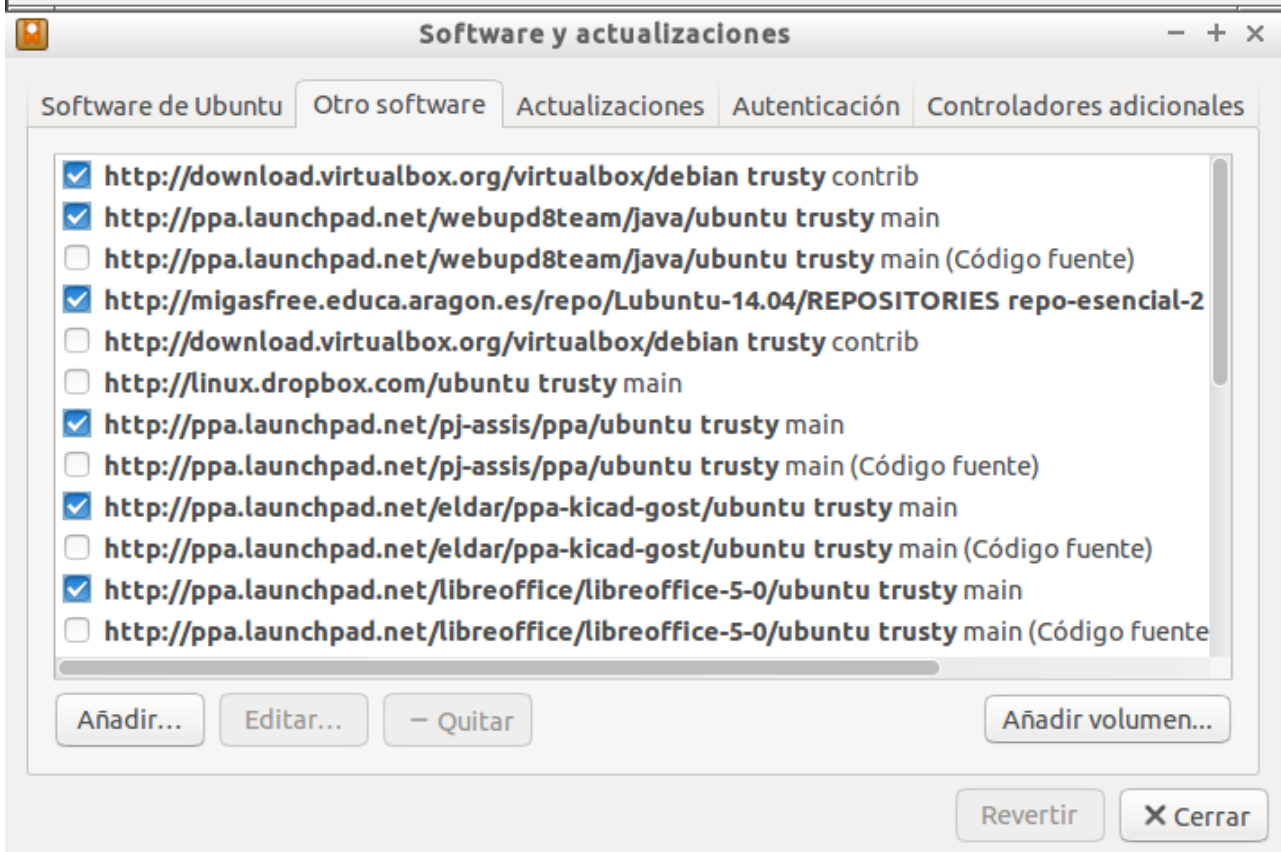 Software y actualizaciones
Software de Ubuntu Otro software Actualizaciones Autenticación Controladores adicionales
http://download.virtualbox.org/virtualbox/debian trusty contrib
http://ppa.launchpad.net/webupd8team/java/ubuntu trusty main
http://ppa.launchpad.net/webupd8team/java/ubuntu trusty main (Código fuente)
http://migasfree.educa.aragon.es/repo/Lubuntu-14.04/REPOSITORIES repo-esencial-2
http://download.virtualbox.org/virtualbox/debian trusty contrib
http://linux.dropbox.com/ubuntu trusty main
http://ppa.launchpad.net/pj-assis/ppa/ubuntu trusty main
http://ppa.launchpad.net/pj-assis/ppa/ubuntu trusty main (Código fuente)
http://ppa.launchpad.net/eldar/ppa-kicad-gost/ubuntu trusty main
http://ppa.launchpad.net/eldar/ppa-kicad-gost/ubuntu trusty main (Código fuente)
http://ppa.launchpad.net/libreoffice/libreoffice-5-0/ubuntu trusty main
http://ppa.launchpad.net/libreoffice/libreoffice-5-0/ubuntu trusty main (Código fuente
Añadir... Editar... − Quitar Añadir volumen...
Revertir Cerrar